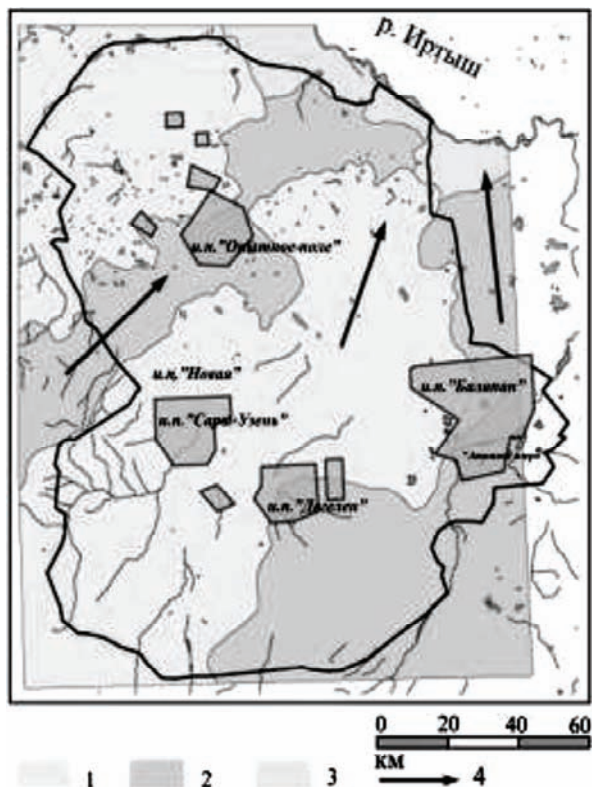 р. Иртыш
и.п. "Опытное поле"
и.п. "Новая"
и.п. "Балапан"
и.п. "Сары-Узень"
и.п. "Дегелен"
0 20 40 60
км
1 2 3 4